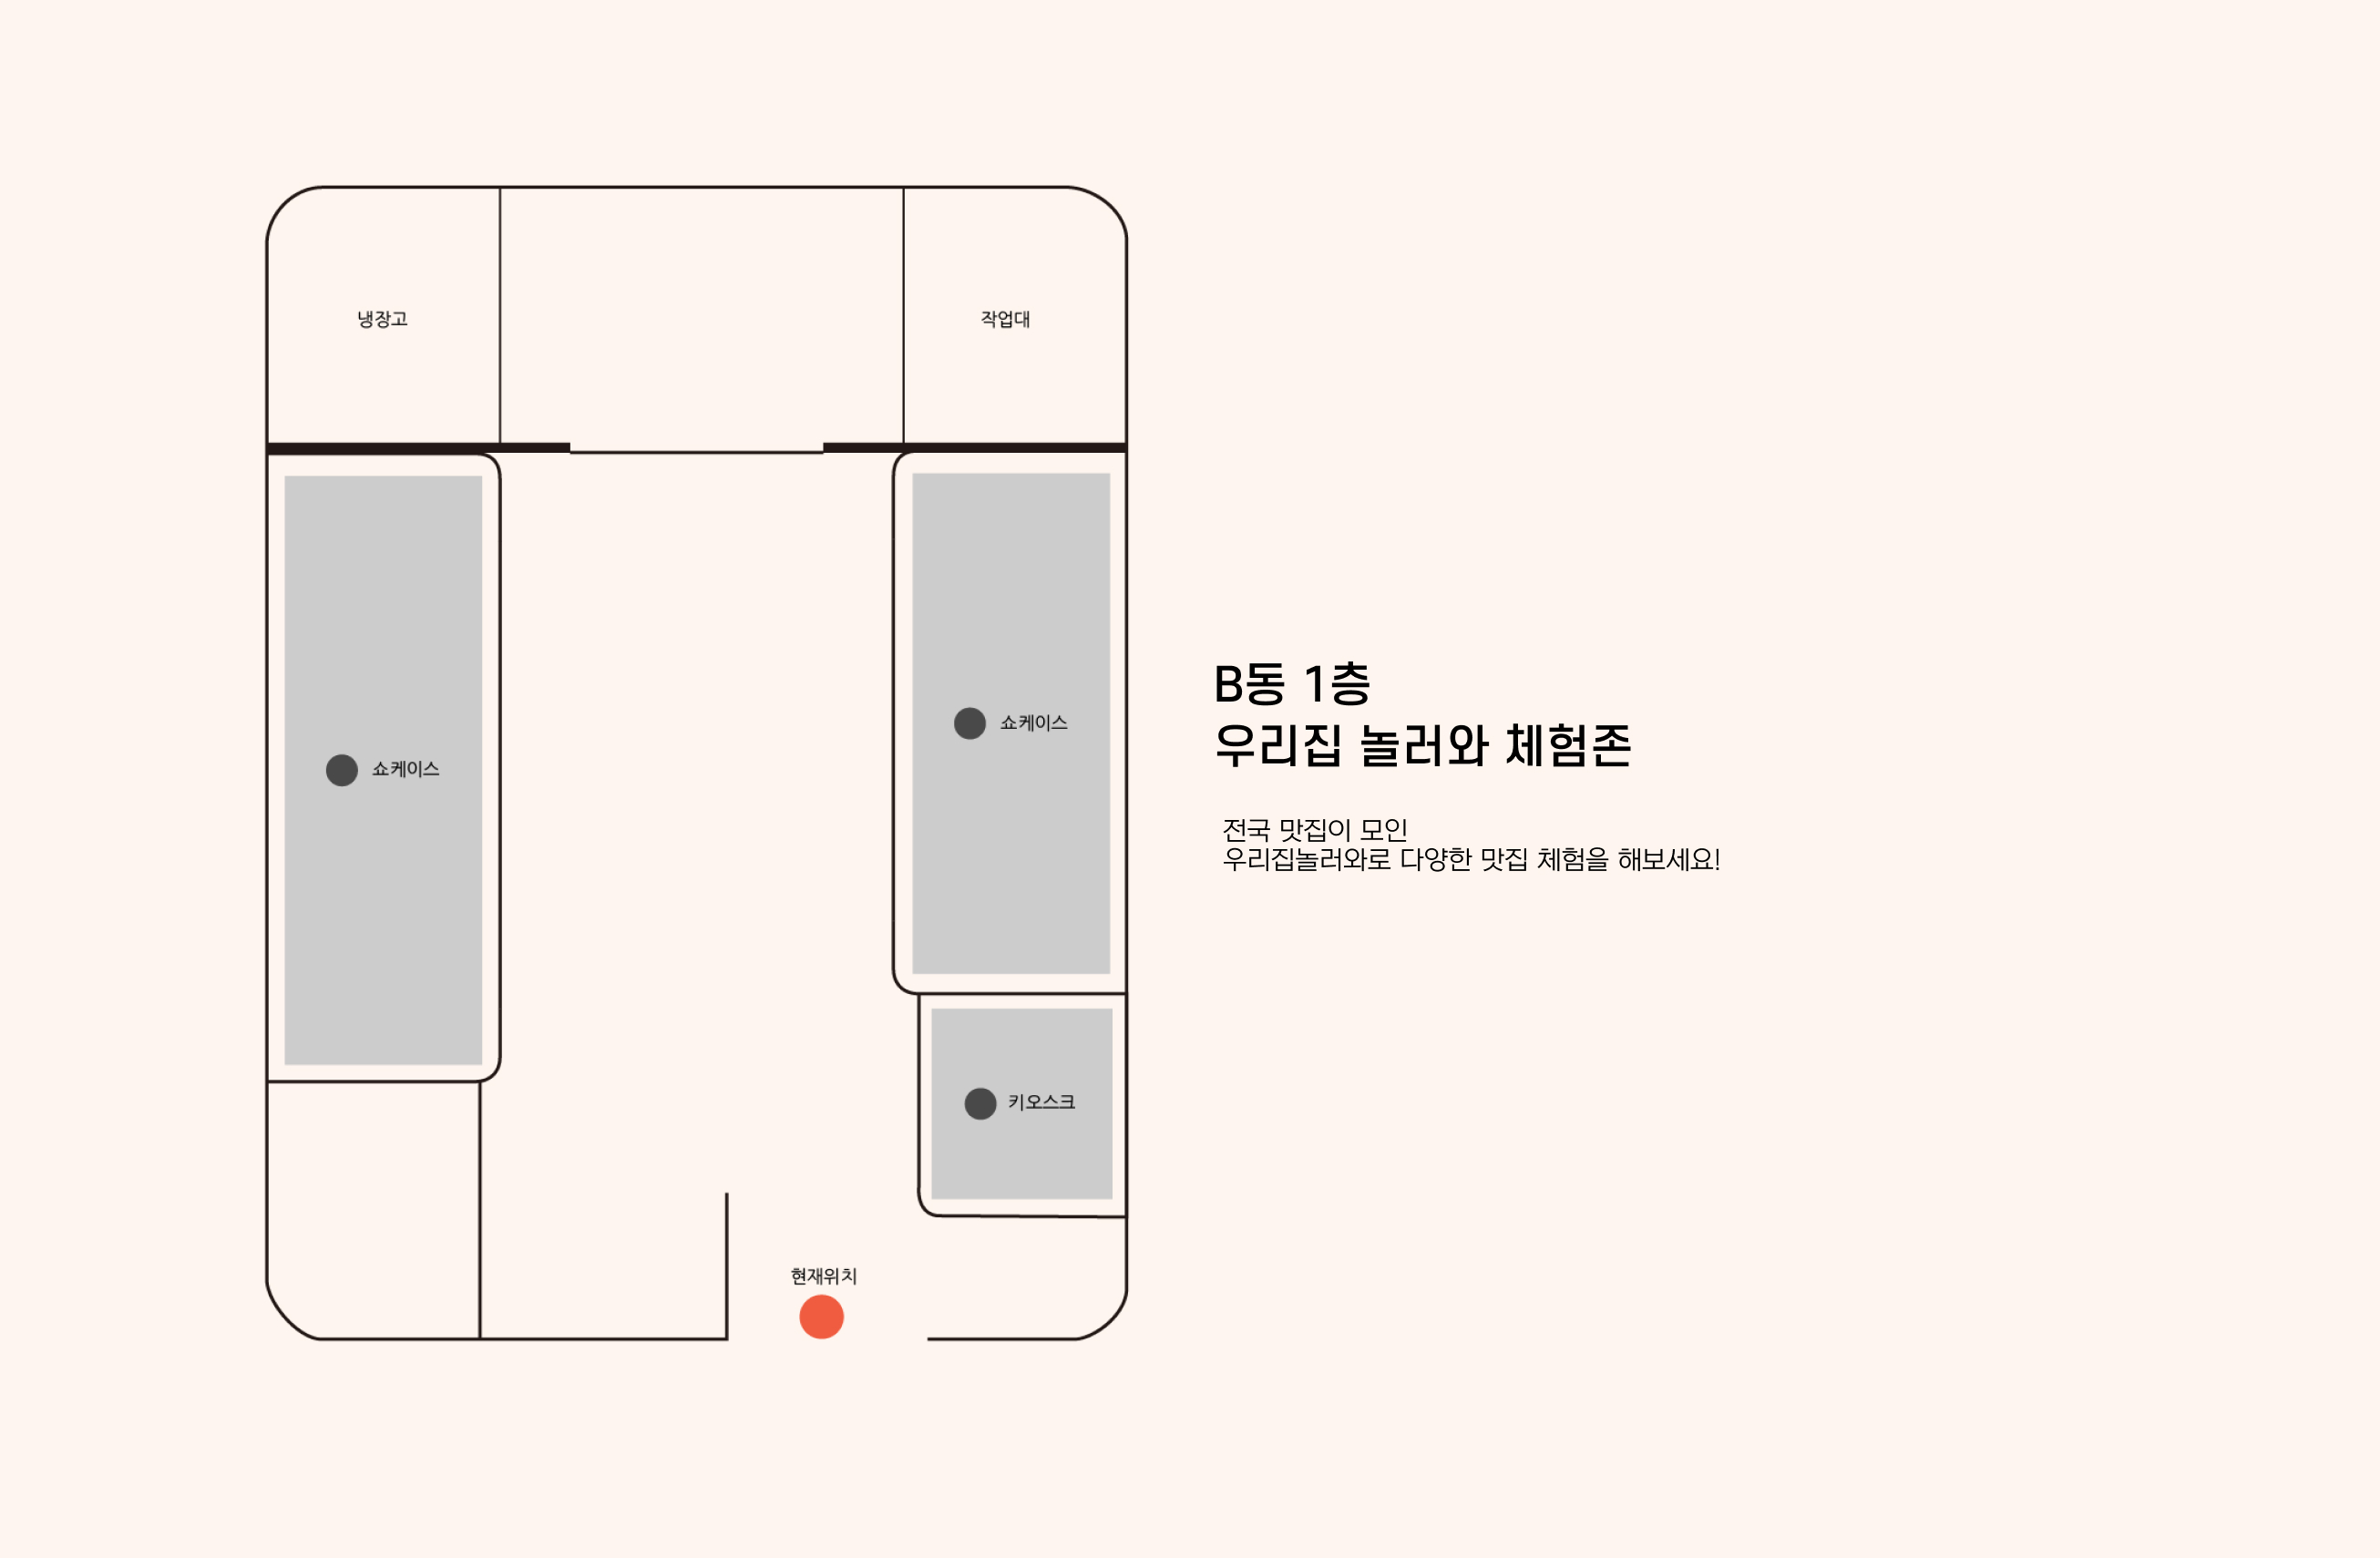 냉장고
작업대
쇼케이스
쇼케이스
키오스크
현재위치
B동 1층
우리집 놀러와 체험존
전국 맛집이 모인
우리집놀러와로 다양한 맛집 체험을 해보세요!